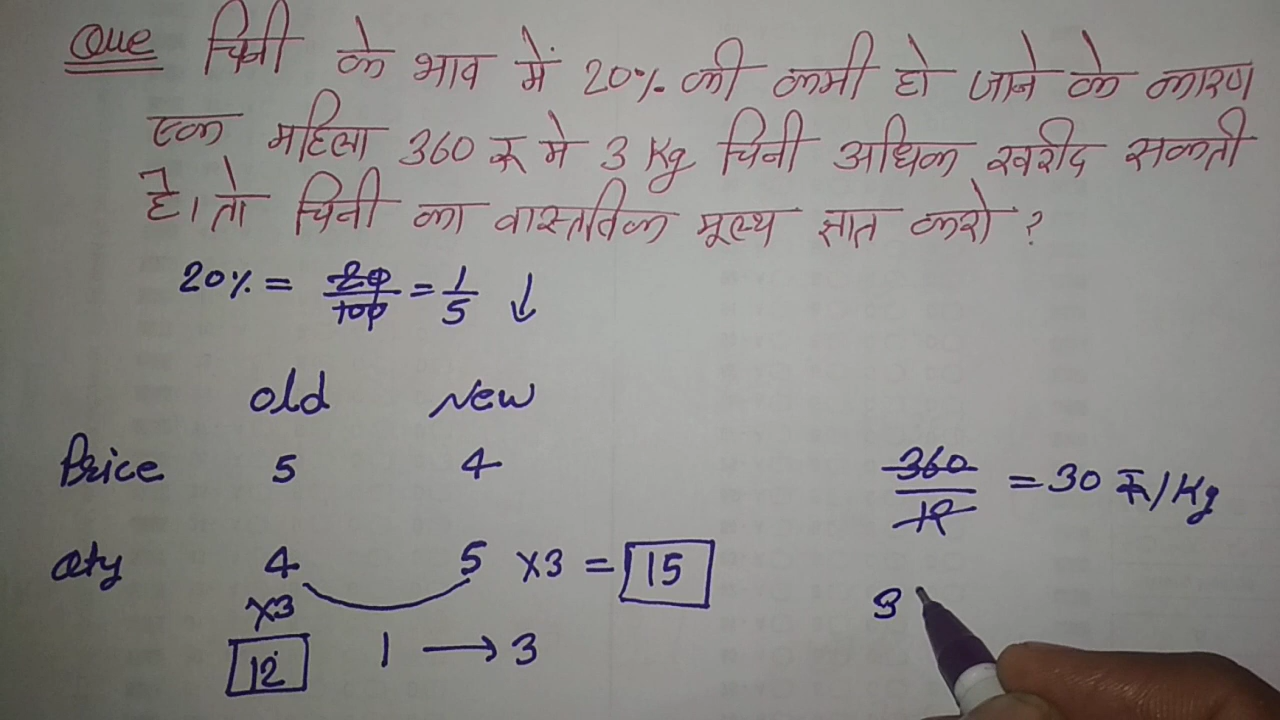 Que चिनी के भाव में 20% की कमी हो जाने के कारण
एक महिला 360 रू मे 3 Kg चिनी अधिक खरीद सकती
है। तो चिनी का वास्ततिक मूल्य ज्ञात करो ?
20% = 20/100 = 1/5 ↓
Old New
Price 5 4
360/12 = 30 रू/Kg
Qty 4 5 ×3 = 15
×3
3
12 1 → 3